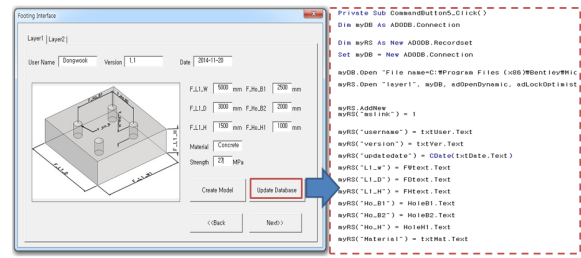 Footing Interface
Layer1 Layer2
User Name Dongwook Version 1.1 Date 2014-11-20
F_L1_W 5000 mm F_Ho_B1 2500 mm
F_L1_D 3000 mm F_Ho_B2 2000 mm
F_L1_H 1500 mm F_Ho_H1 1000 mm
Material Concrete
Strength 23 MPa
Create Model Update Database
<<Back Next>>
F_L1_H
F_L1_D
F_L1_W
Private Sub CommandButton5_Click()
Dim myDB As ADODB.Connection
Dim myRS As New ADODB.Recordset
Set myDB = New ADODB.Connection
myDB.Open "File name=C:₩Program Files (x86)₩Bentley₩Mic
myRS.Open "layer1", myDB, adOpenDynamic, adLockOptimist
myRS.AddNew
myRS("mslink") = 1
myRS("username") = txtUser.Text
myRS("version") = txtVer.Text
myRS("updatedate") = CDate(txtDate.Text)
myRS("L1_w") = FWtext.Text
myRS("L1_D") = FDtext.Text
myRS("L1_H") = FHtext.Text
myRS("Ho_B1") = HoleB1.Text
myRS("Ho_B2") = HoleB2.Text
myRS("Ho_H") = HoleH1.Text
myRS("Material") = txtMat.Text